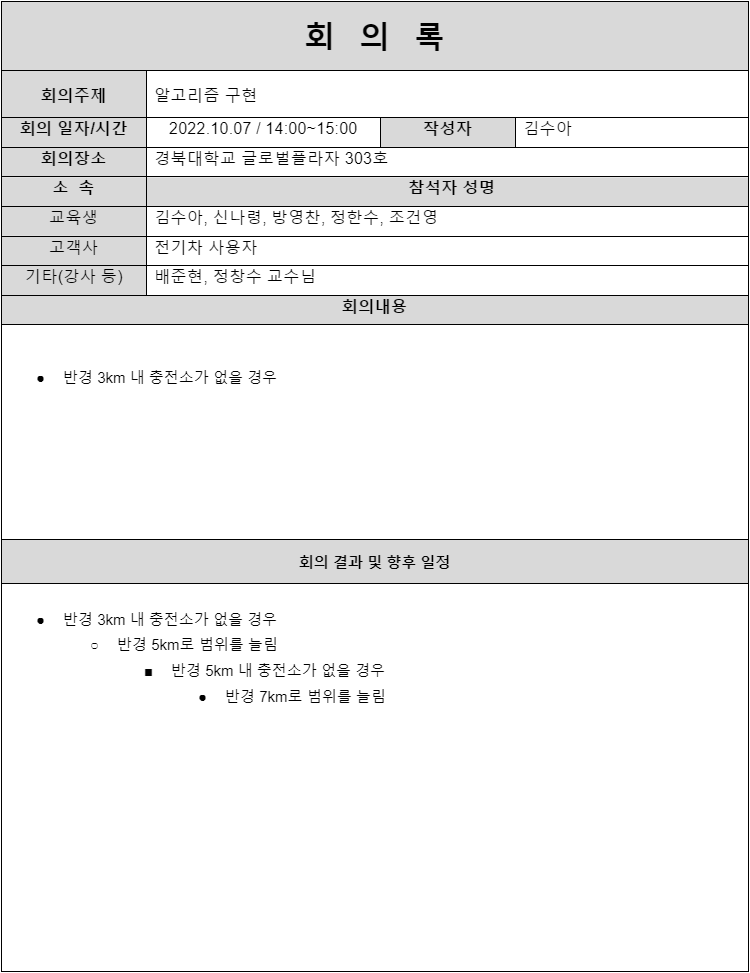 회 의 록
회의주제 알고리즘 구현
회의 일자/시간 2022.10.07 / 14:00~15:00 작성자 김수아
회의장소 경북대학교 글로벌플라자 303호
소 속 참석자 성명
교육생 김수아, 신나령, 방영찬, 정한수, 조건영
고객사 전기차 사용자
기타(강사 등) 배준현, 정창수 교수님
회의내용
● 반경 3km 내 충전소가 없을 경우
회의 결과 및 향후 일정
● 반경 3km 내 충전소가 없을 경우
○ 반경 5km로 범위를 늘림
■ 반경 5km 내 충전소가 없을 경우
● 반경 7km로 범위를 늘림